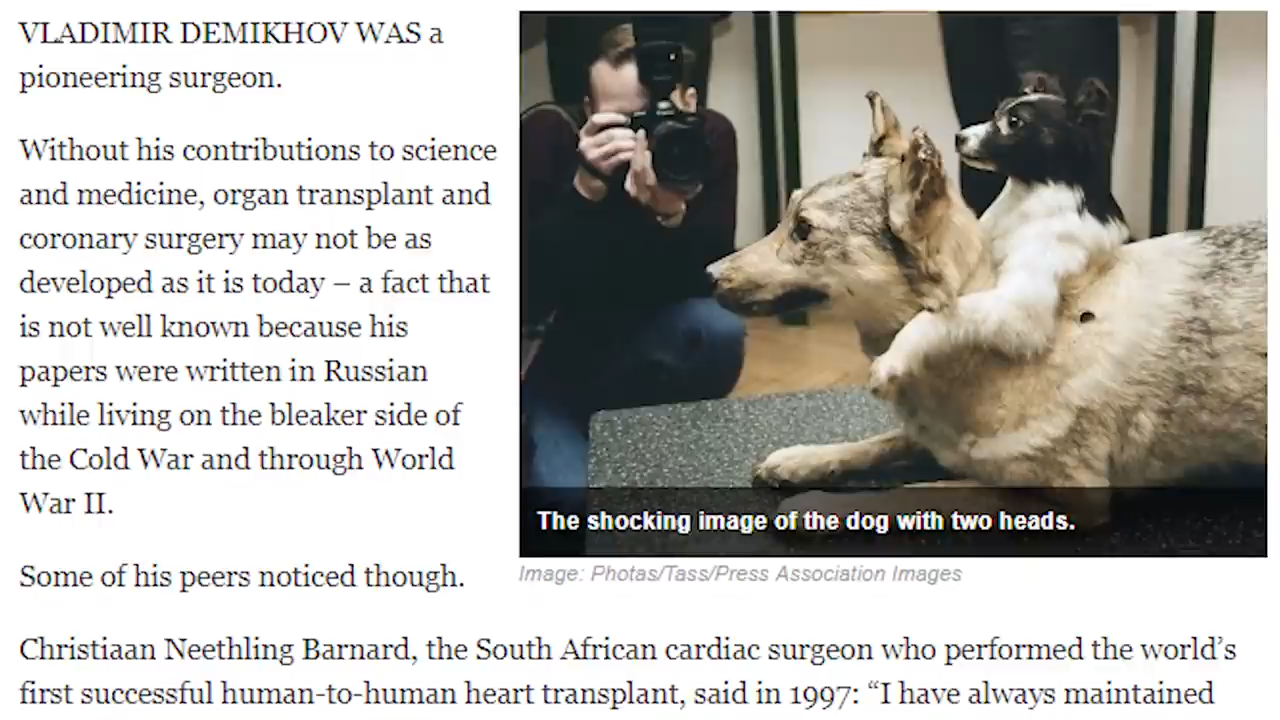 VLADIMIR DEMIKHOV WAS a
pioneering surgeon.
Without his contributions to science
and medicine, organ transplant and
coronary surgery may not be as
developed as it is today – a fact that
is not well known because his
papers were written in Russian
while living on the bleaker side of
the Cold War and through World
War II.
Some of his peers noticed though.
The shocking image of the dog with two heads.
Image: Photas/Tass/Press Association Images
Christiaan Neethling Barnard, the South African cardiac surgeon who performed the world’s
first successful human-to-human heart transplant, said in 1997: “I have always maintained